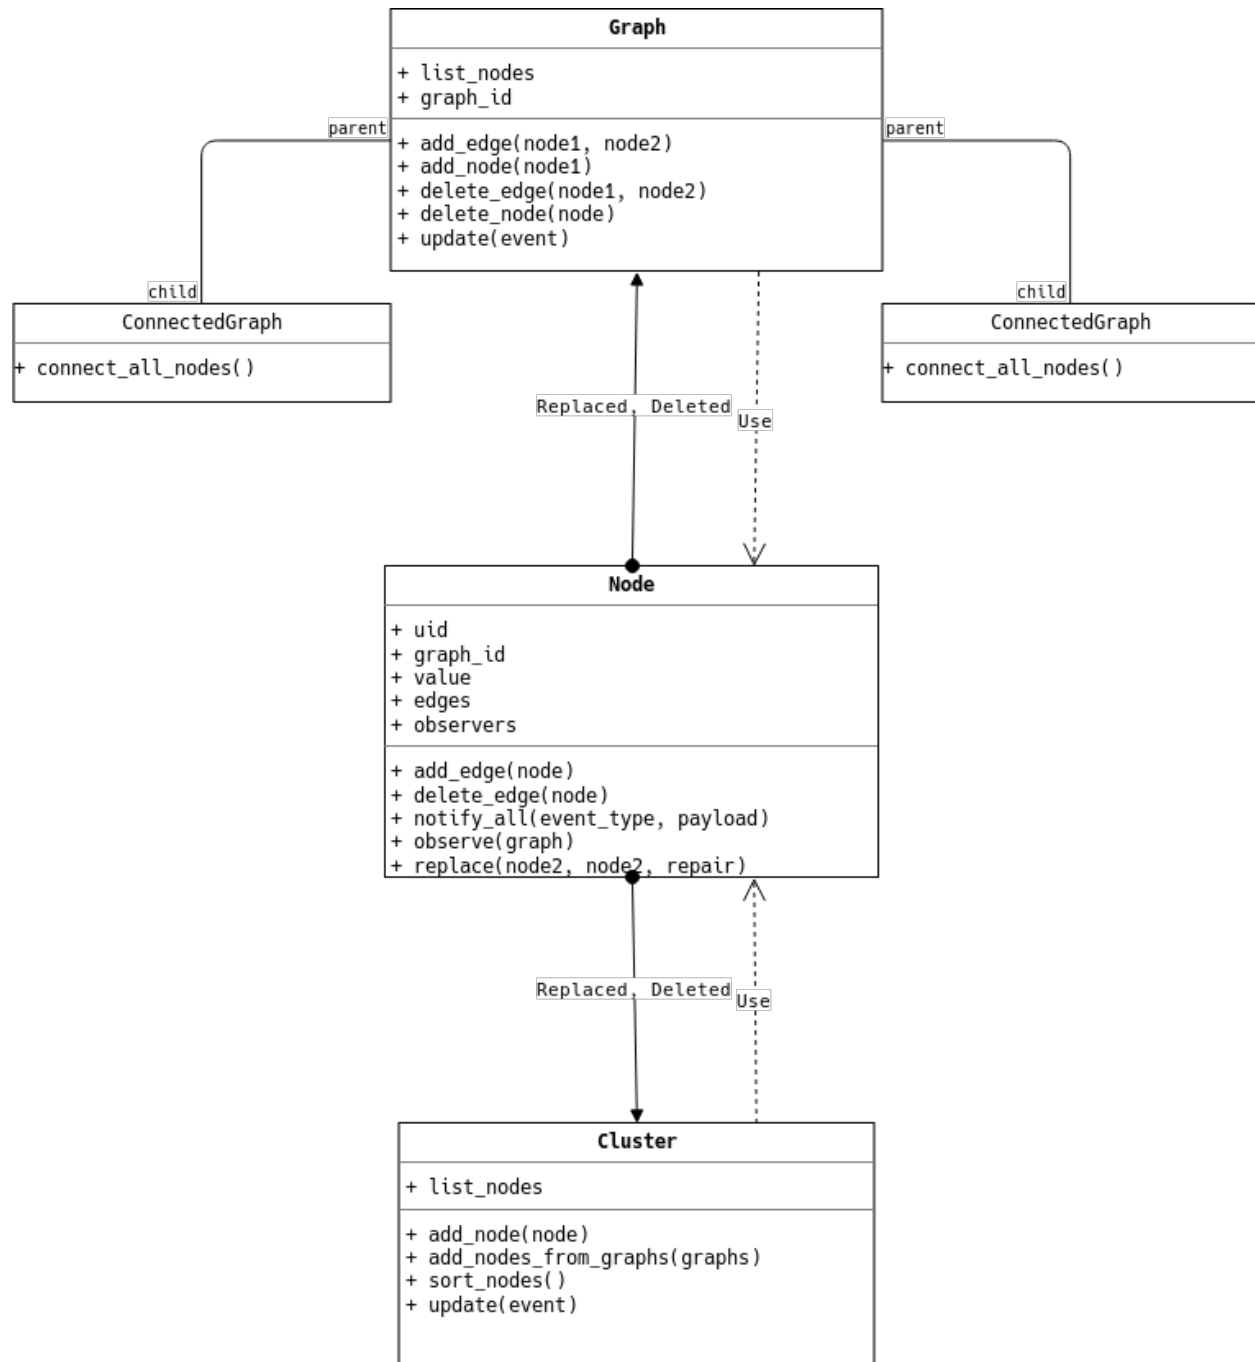 Graph
+ list_nodes
+ graph_id
parent
parent
+ add_edge(node1, node2)
+ add_node(node1)
+ delete_edge(node1, node2)
+ delete_node(node)
+ update(event)
child
child
ConnectedGraph
+ connect_all_nodes()
ConnectedGraph
+ connect_all_nodes()
Replaced, Deleted
Use
Node
+ uid
+ graph_id
+ value
+ edges
+ observers
+ add_edge(node)
+ delete_edge(node)
+ notify_all(event_type, payload)
+ observe(graph)
+ replace(node2, node2, repair)
Replaced, Deleted
Use
Cluster
+ list_nodes
+ add_node(node)
+ add_nodes_from_graphs(graphs)
+ sort_nodes()
+ update(event)